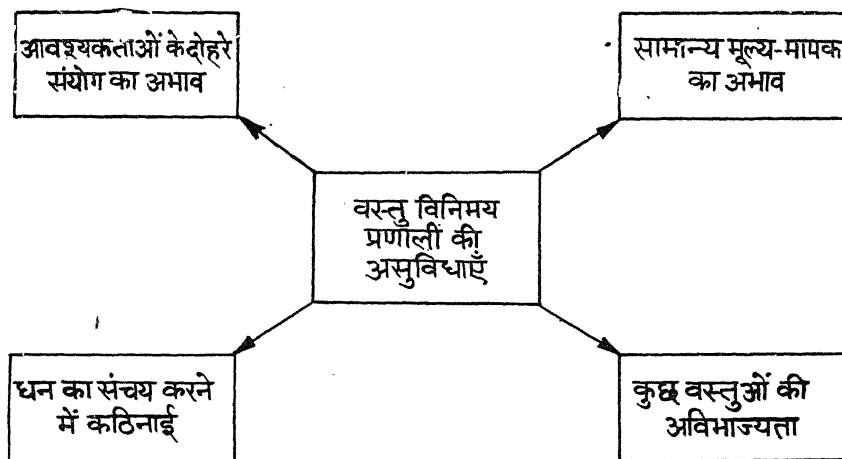 आवश्यकताओं के दोहरे
संयोग का अभाव
सामान्य मूल्य-मापक
का अभाव
वस्तु विनिमय
प्रणाली की
असुविधाएँ
धन का संचय करने
में कठिनाई
कुछ वस्तुओं की
अविभाज्यता